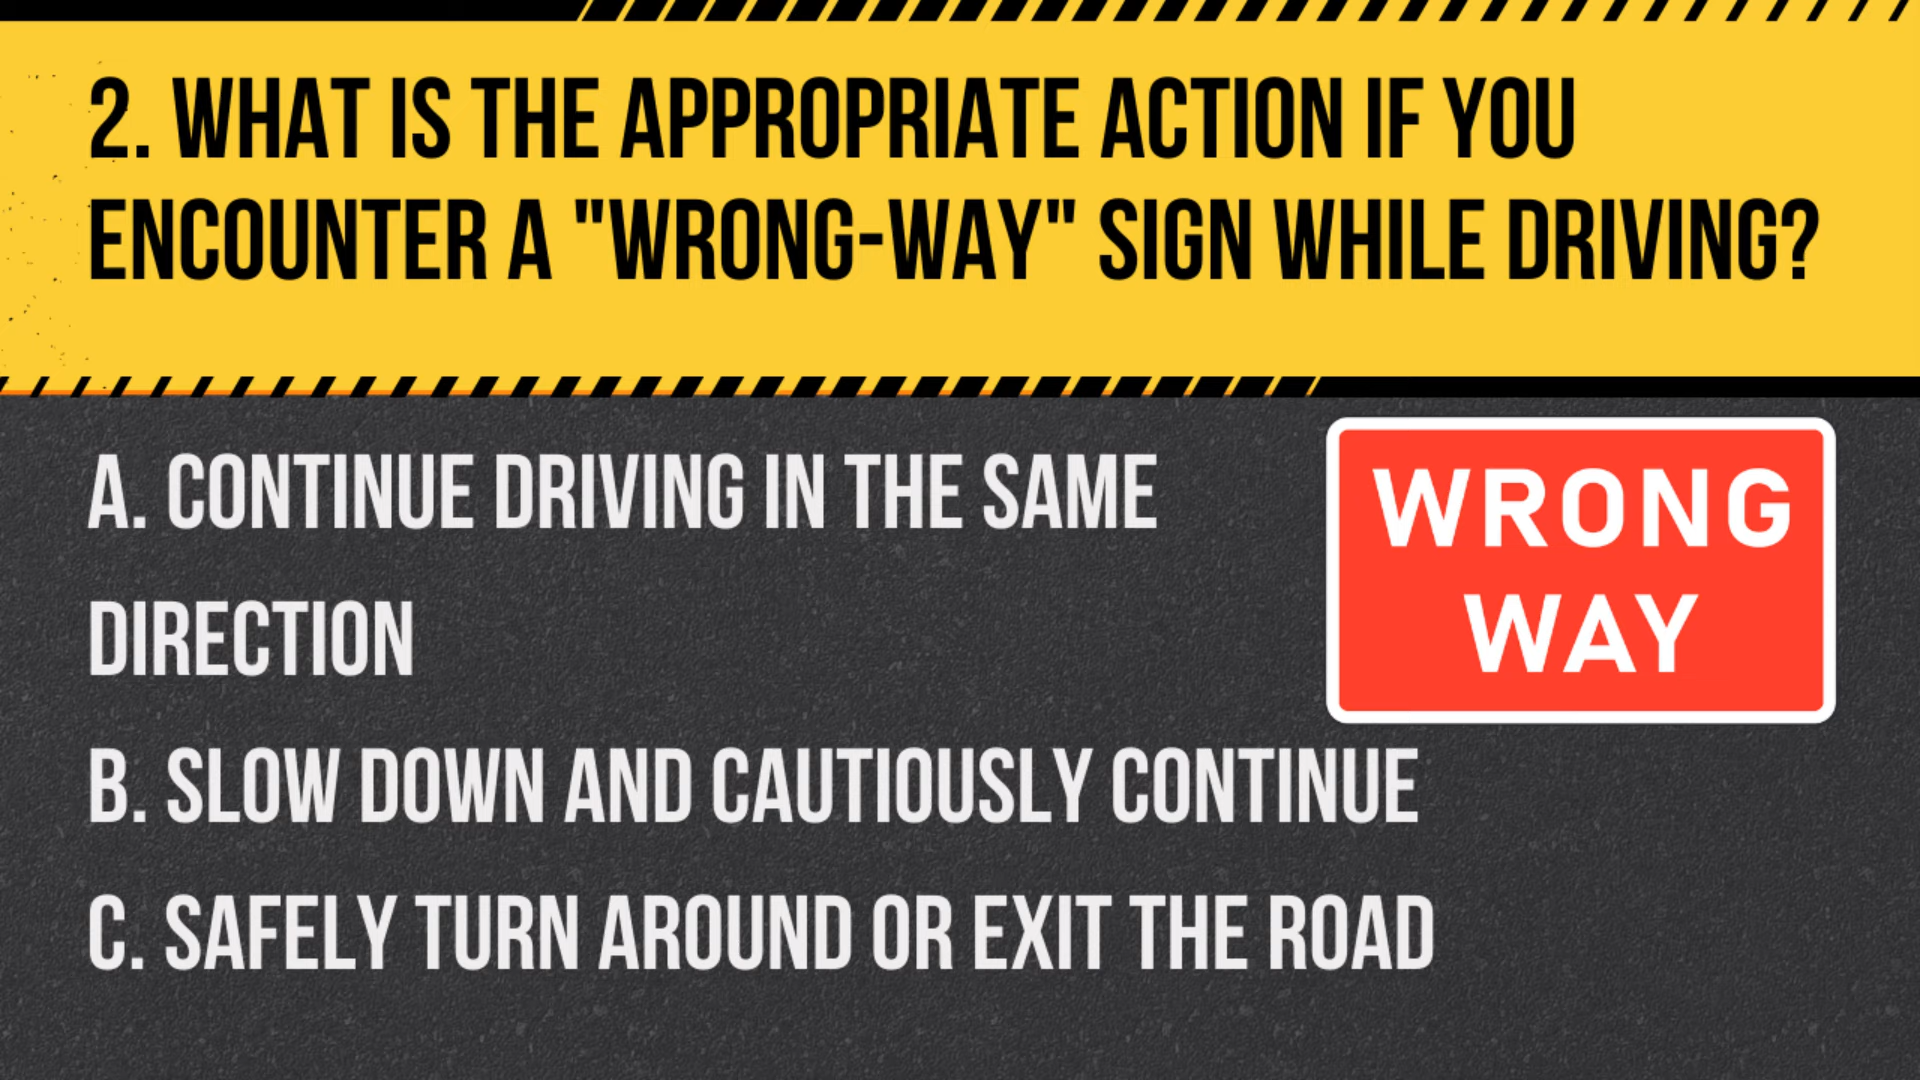 2. WHAT IS THE APPROPRIATE ACTION IF YOU
ENCOUNTER A "WRONG-WAY" SIGN WHILE DRIVING?
A. CONTINUE DRIVING IN THE SAME
DIRECTION
WRONG
WAY
B. SLOW DOWN AND CAUTIOUSLY CONTINUE
C. SAFELY TURN AROUND OR EXIT THE ROAD